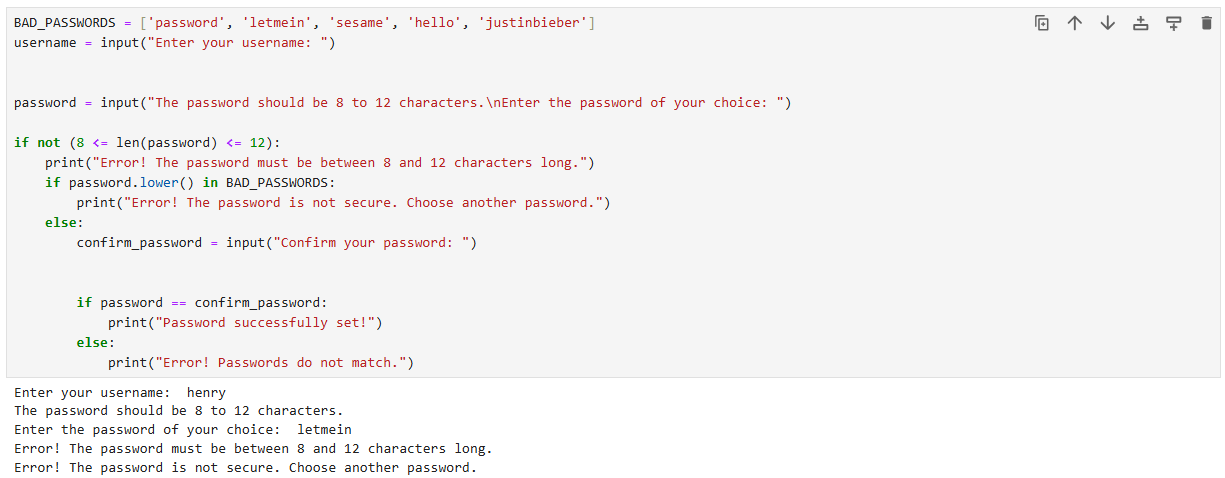 BAD_PASSWORDS = ['password', 'letmein', 'sesame', 'hello', 'justinbieber']
username = input("Enter your username: ")
password = input("The password should be 8 to 12 characters.\nEnter the password of your choice: ")
if not (8 <= len(password) <= 12):
    print("Error! The password must be between 8 and 12 characters long.")
    if password.lower() in BAD_PASSWORDS:
        print("Error! The password is not secure. Choose another password.")
    else:
        confirm_password = input("Confirm your password: ")
        if password == confirm_password:
            print("Password successfully set!")
        else:
            print("Error! Passwords do not match.")
Enter your username:  henry
The password should be 8 to 12 characters.
Enter the password of your choice:  letmein
Error! The password must be between 8 and 12 characters long.
Error! The password is not secure. Choose another password.